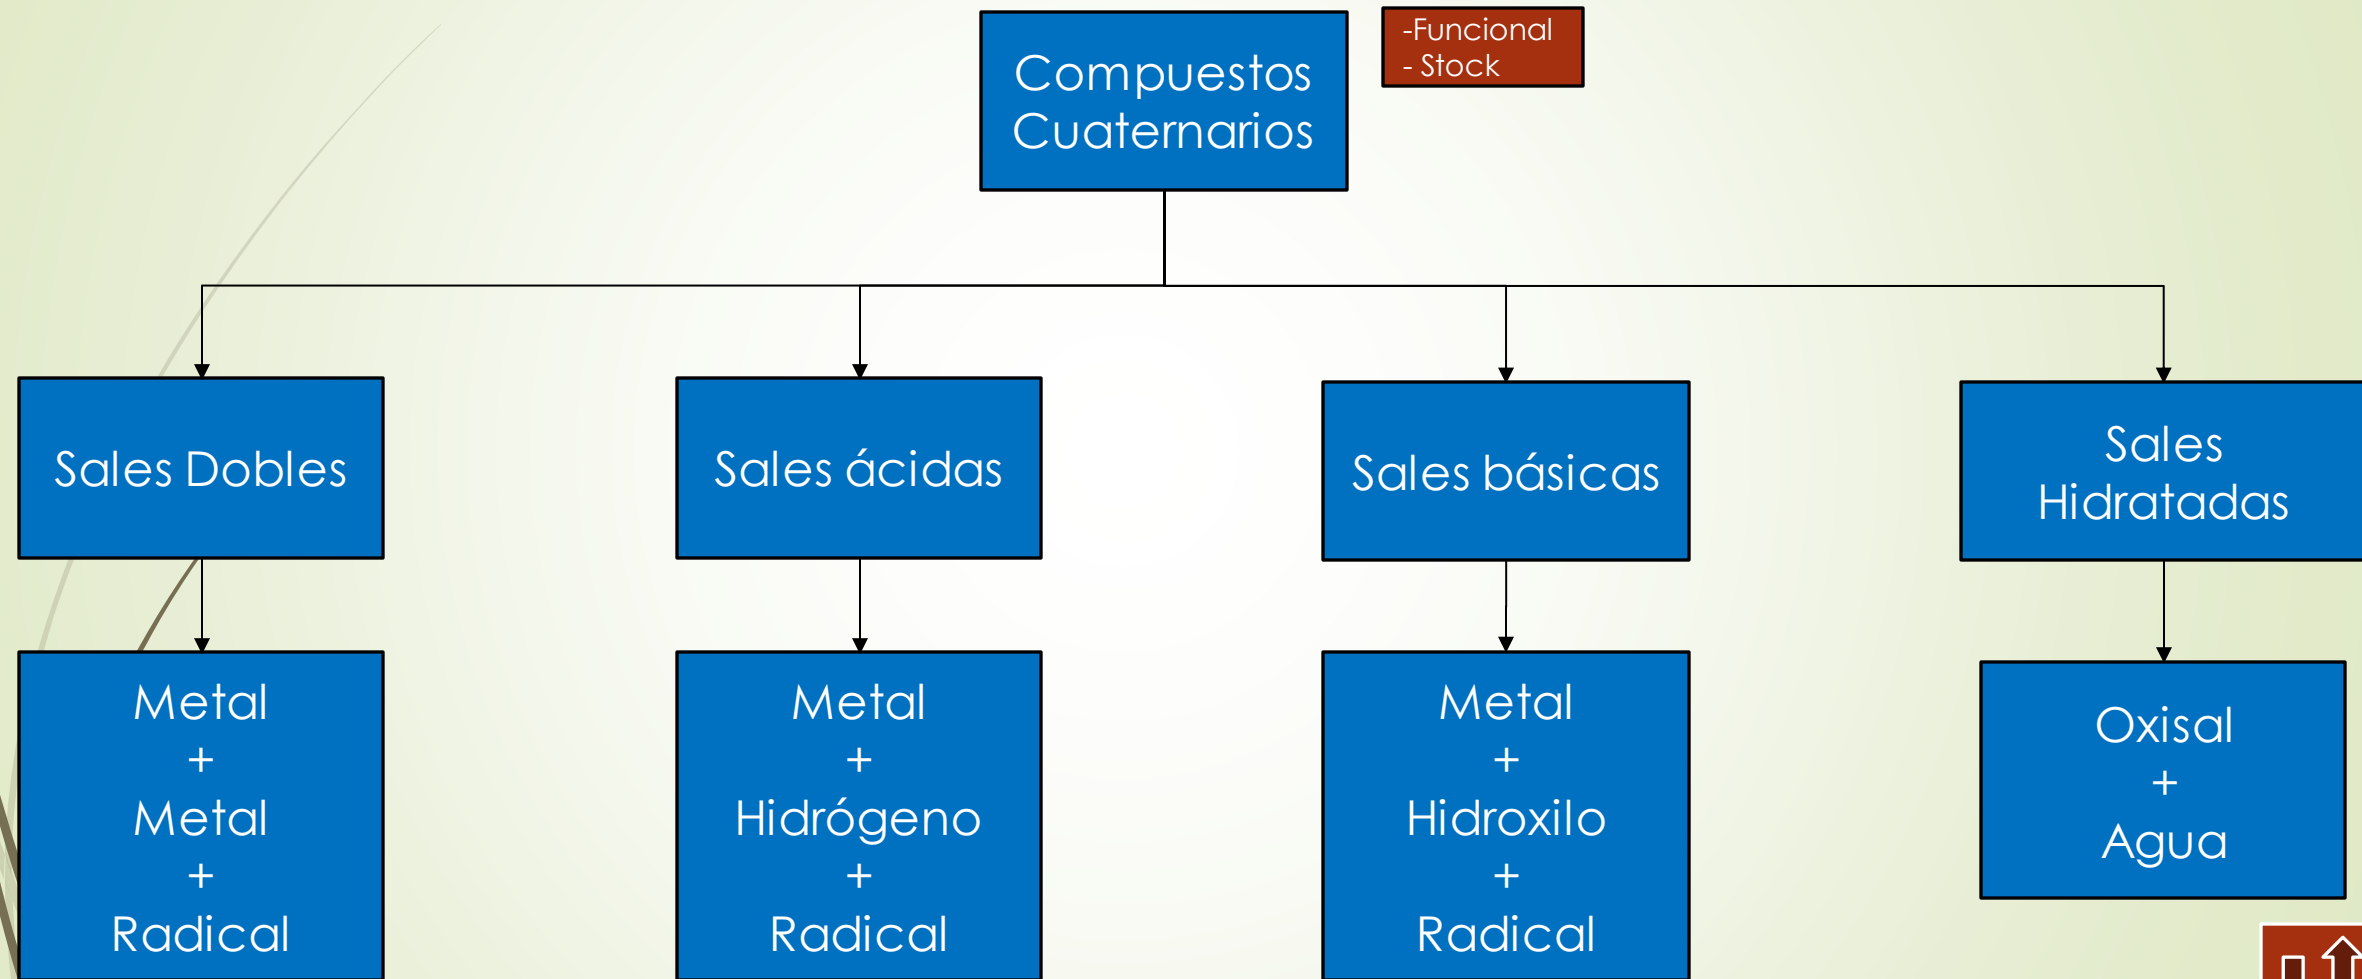 Compuestos
Cuaternarios
-Funcional
- Stock
Sales Dobles
Sales ácidas
Sales básicas
Sales
Hidratadas
Metal
+
Metal
+
Radical
Metal
+
Hidrógeno
+
Radical
Metal
+
Hidroxilo
+
Radical
Oxisal
+
Agua